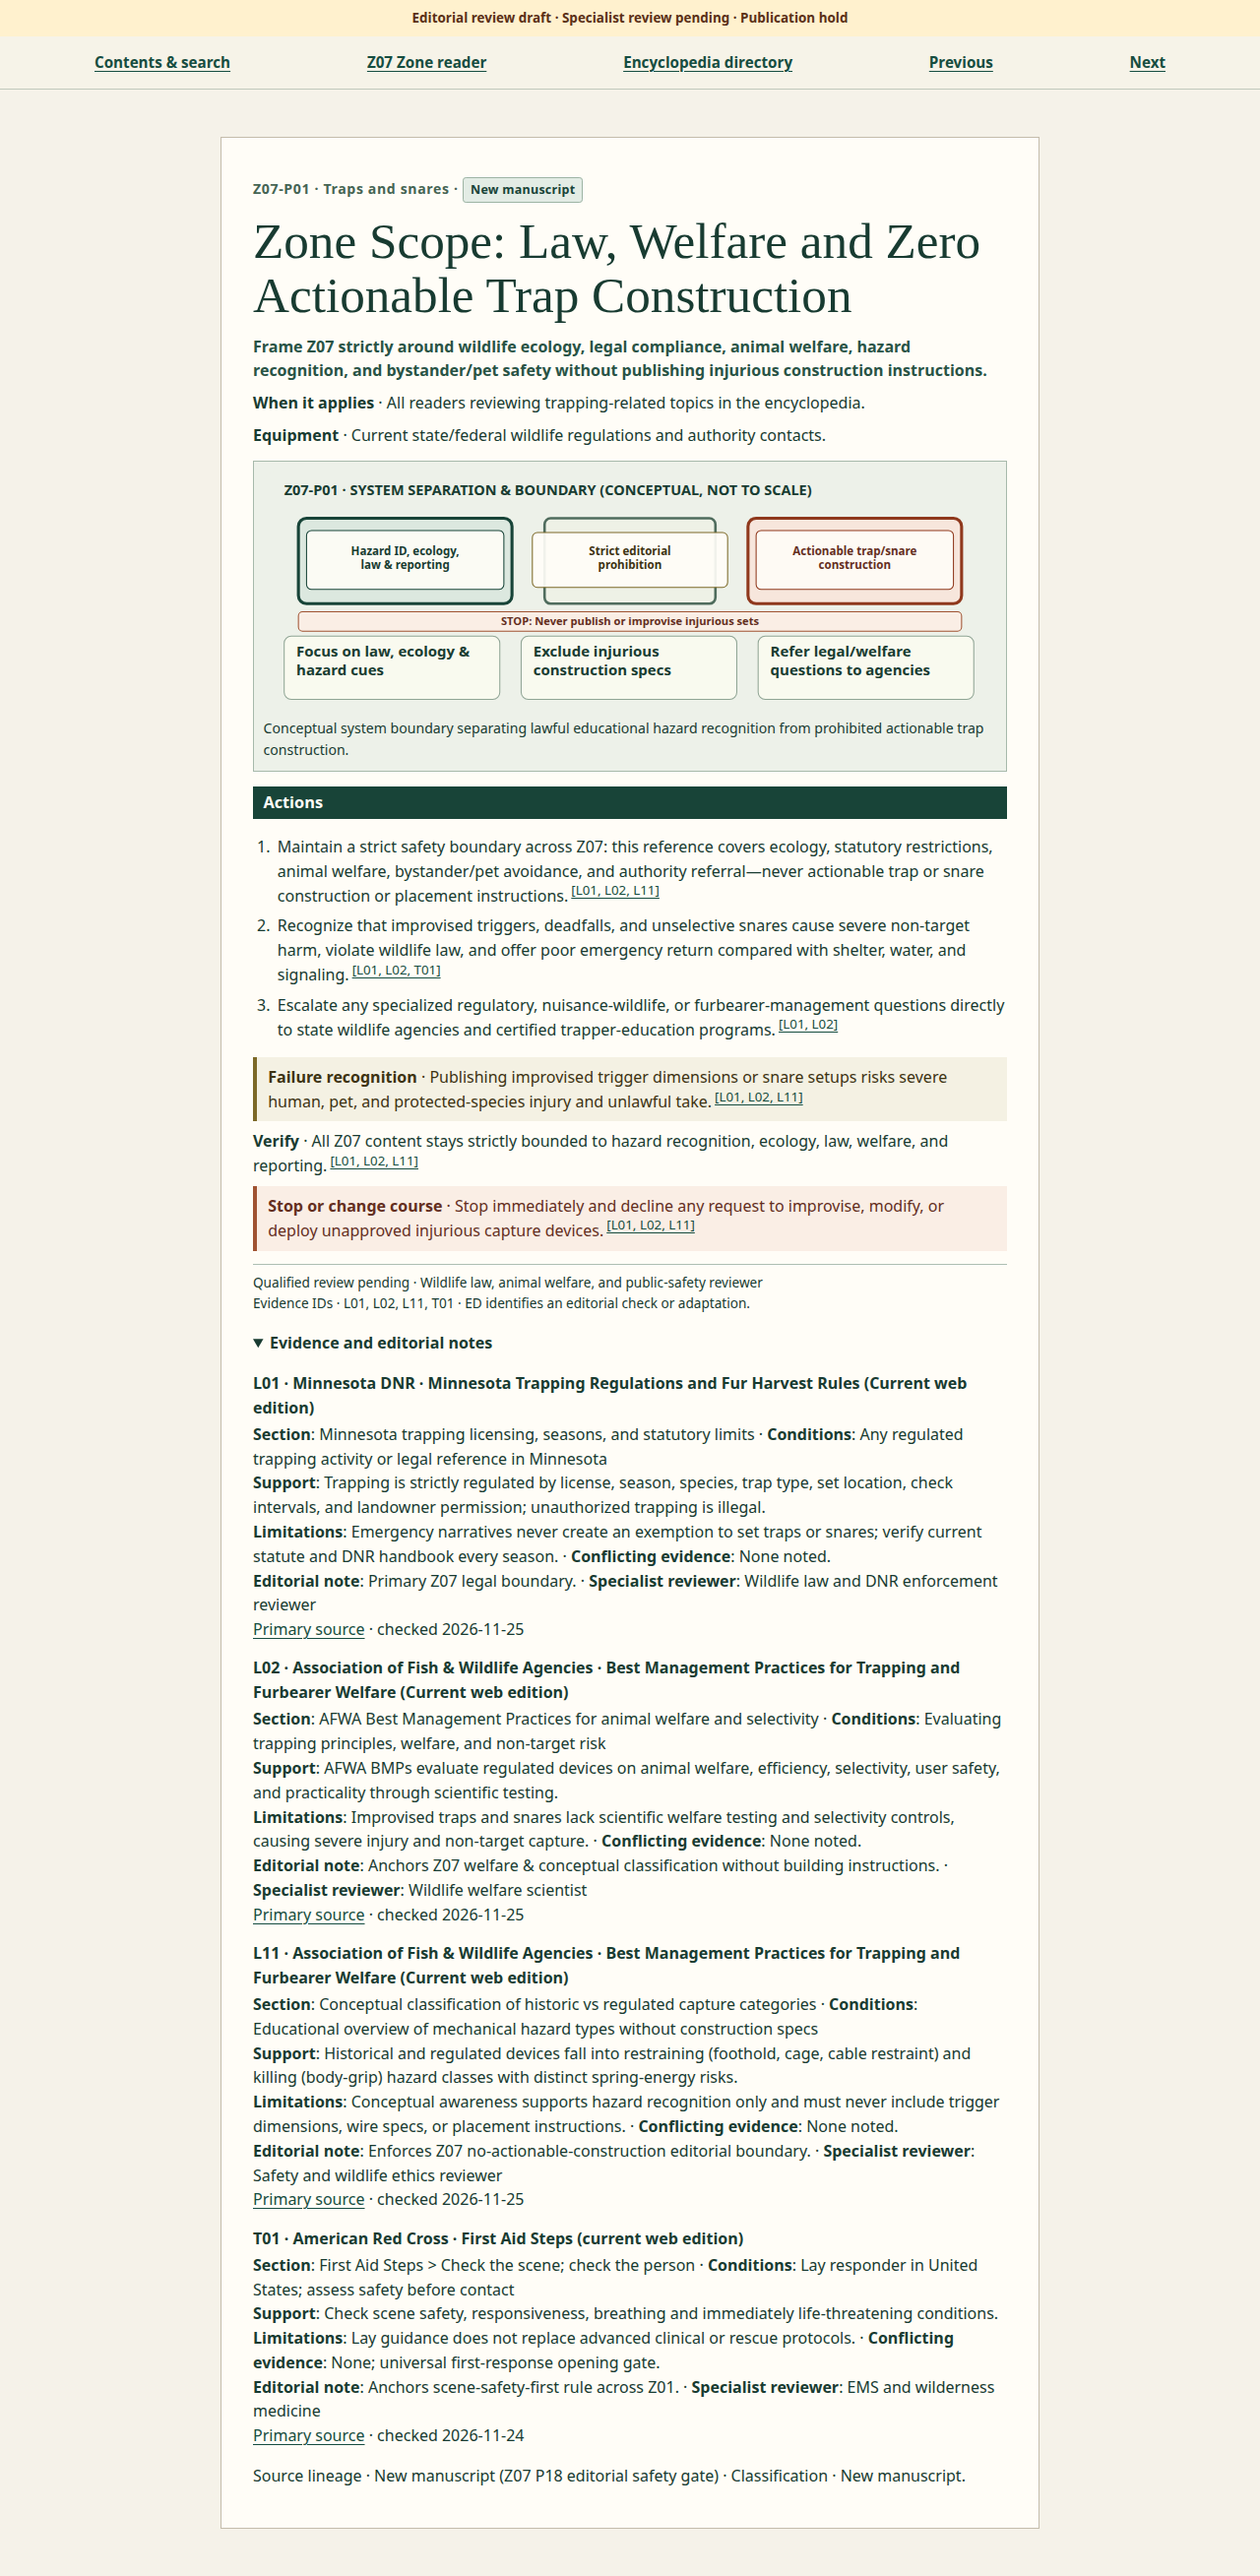 Editorial review draft · Specialist review pending · Publication hold
Contents & search
Z07 Zone reader
Encyclopedia directory
Previous
Next
Z07-P01 · Traps and snares · New manuscript
Zone Scope: Law, Welfare and Zero
Actionable Trap Construction
Frame Z07 strictly around wildlife ecology, legal compliance, animal welfare, hazard
recognition, and bystander/pet safety without publishing injurious construction instructions.
When it applies · All readers reviewing trapping-related topics in the encyclopedia.
Equipment · Current state/federal wildlife regulations and authority contacts.
Z07-P01 · SYSTEM SEPARATION & BOUNDARY (CONCEPTUAL, NOT TO SCALE)
Hazard ID, ecology,
law & reporting
Strict editorial
prohibition
Actionable trap/snare
construction
STOP: Never publish or improvise injurious sets
Focus on law, ecology &
hazard cues
Exclude injurious
construction specs
Refer legal/welfare
questions to agencies
Conceptual system boundary separating lawful educational hazard recognition from prohibited actionable trap
construction.
Actions
1. Maintain a strict safety boundary across Z07: this reference covers ecology, statutory restrictions,
animal welfare, bystander/pet avoidance, and authority referral—never actionable trap or snare
construction or placement instructions. [L01, L02, L11]
2. Recognize that improvised triggers, deadfalls, and unselective snares cause severe non-target
harm, violate wildlife law, and offer poor emergency return compared with shelter, water, and
signaling. [L01, L02, T01]
3. Escalate any specialized regulatory, nuisance-wildlife, or furbearer-management questions directly
to state wildlife agencies and certified trapper-education programs. [L01, L02]
Failure recognition · Publishing improvised trigger dimensions or snare setups risks severe
human, pet, and protected-species injury and unlawful take. [L01, L02, L11]
Verify · All Z07 content stays strictly bounded to hazard recognition, ecology, law, welfare, and
reporting. [L01, L02, L11]
Stop or change course · Stop immediately and decline any request to improvise, modify, or
deploy unapproved injurious capture devices. [L01, L02, L11]
Qualified review pending · Wildlife law, animal welfare, and public-safety reviewer
Evidence IDs · L01, L02, L11, T01 · ED identifies an editorial check or adaptation.
▼ Evidence and editorial notes
L01 · Minnesota DNR · Minnesota Trapping Regulations and Fur Harvest Rules (Current web
edition)
Section: Minnesota trapping licensing, seasons, and statutory limits · Conditions: Any regulated
trapping activity or legal reference in Minnesota
Support: Trapping is strictly regulated by license, season, species, trap type, set location, check
intervals, and landowner permission; unauthorized trapping is illegal.
Limitations: Emergency narratives never create an exemption to set traps or snares; verify current
statute and DNR handbook every season. · Conflicting evidence: None noted.
Editorial note: Primary Z07 legal boundary. · Specialist reviewer: Wildlife law and DNR enforcement
reviewer
Primary source · checked 2026-11-25
L02 · Association of Fish & Wildlife Agencies · Best Management Practices for Trapping and
Furbearer Welfare (Current web edition)
Section: AFWA Best Management Practices for animal welfare and selectivity · Conditions: Evaluating
trapping principles, welfare, and non-target risk
Support: AFWA BMPs evaluate regulated devices on animal welfare, efficiency, selectivity, user safety,
and practicality through scientific testing.
Limitations: Improvised traps and snares lack scientific welfare testing and selectivity controls,
causing severe injury and non-target capture. · Conflicting evidence: None noted.
Editorial note: Anchors Z07 welfare & conceptual classification without building instructions. ·
Specialist reviewer: Wildlife welfare scientist
Primary source · checked 2026-11-25
L11 · Association of Fish & Wildlife Agencies · Best Management Practices for Trapping and
Furbearer Welfare (Current web edition)
Section: Conceptual classification of historic vs regulated capture categories · Conditions:
Educational overview of mechanical hazard types without construction specs
Support: Historical and regulated devices fall into restraining (foothold, cage, cable restraint) and
killing (body-grip) hazard classes with distinct spring-energy risks.
Limitations: Conceptual awareness supports hazard recognition only and must never include trigger
dimensions, wire specs, or placement instructions. · Conflicting evidence: None noted.
Editorial note: Enforces Z07 no-actionable-construction editorial boundary. · Specialist reviewer:
Safety and wildlife ethics reviewer
Primary source · checked 2026-11-25
T01 · American Red Cross · First Aid Steps (current web edition)
Section: First Aid Steps > Check the scene; check the person · Conditions: Lay responder in United
States; assess safety before contact
Support: Check scene safety, responsiveness, breathing and immediately life-threatening conditions.
Limitations: Lay guidance does not replace advanced clinical or rescue protocols. · Conflicting
evidence: None; universal first-response opening gate.
Editorial note: Anchors scene-safety-first rule across Z01. · Specialist reviewer: EMS and wilderness
medicine
Primary source · checked 2026-11-24
Source lineage · New manuscript (Z07 P18 editorial safety gate) · Classification · New manuscript.